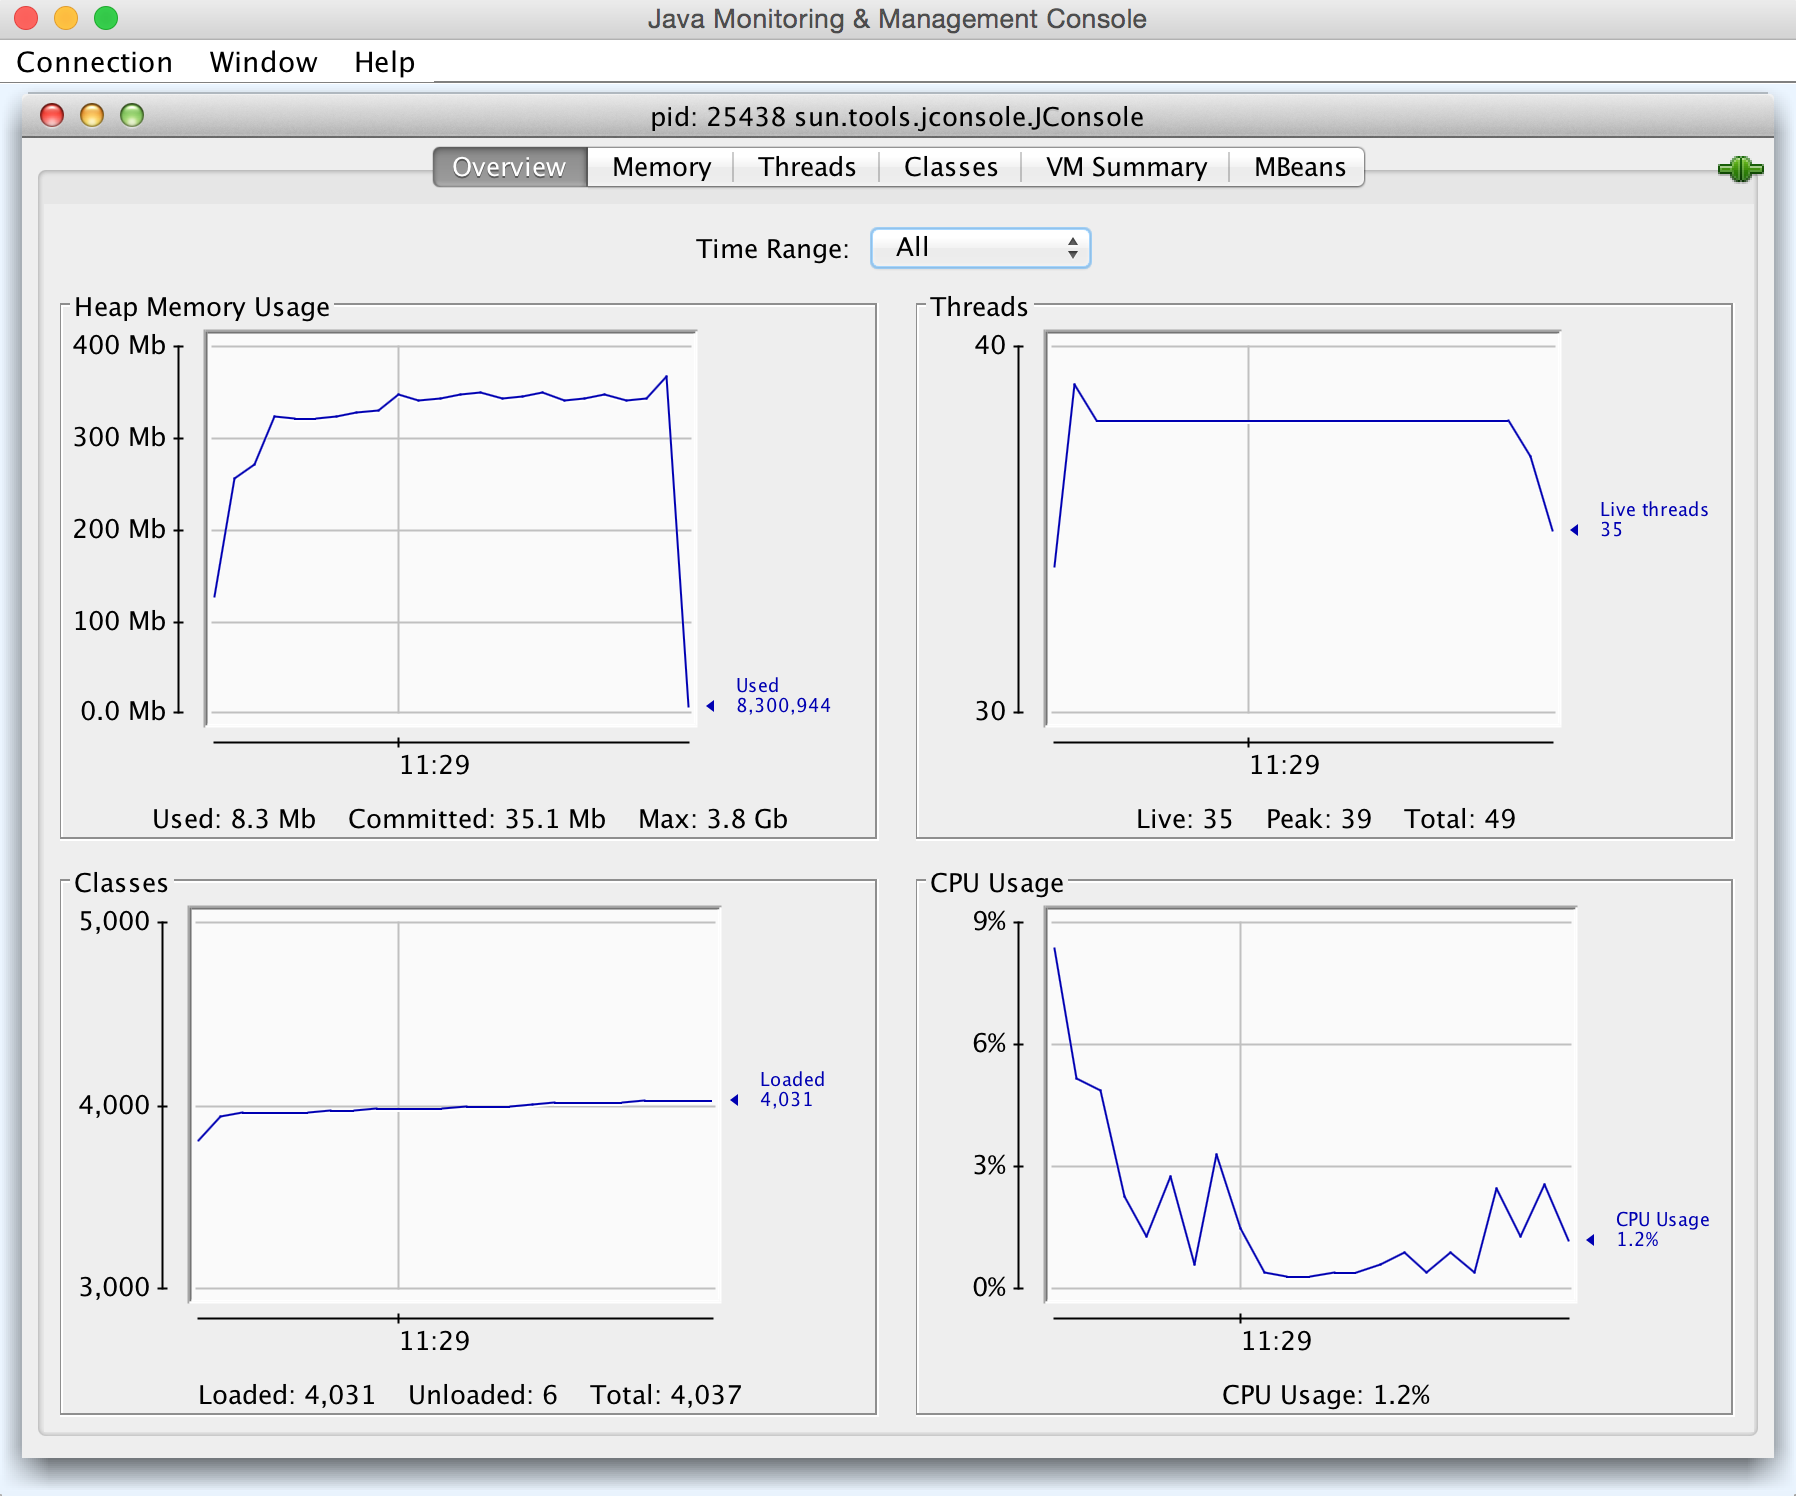 Java Monitoring & Management Console
Connection Window Help
pid: 25438 sun.tools.jconsole.JConsole
Overview Memory Threads Classes VM Summary MBeans
Time Range: All
Heap Memory Usage
400 Mb
300 Mb
200 Mb
100 Mb
0.0 Mb
Used
8,300,944
11:29
Used: 8.3 Mb Committed: 35.1 Mb Max: 3.8 Gb
Threads
40
30
Live threads
35
11:29
Live: 35 Peak: 39 Total: 49
Classes
5,000
4,000
3,000
Loaded
4,031
11:29
Loaded: 4,031 Unloaded: 6 Total: 4,037
CPU Usage
9%
6%
3%
0%
CPU Usage
1.2%
11:29
CPU Usage: 1.2%